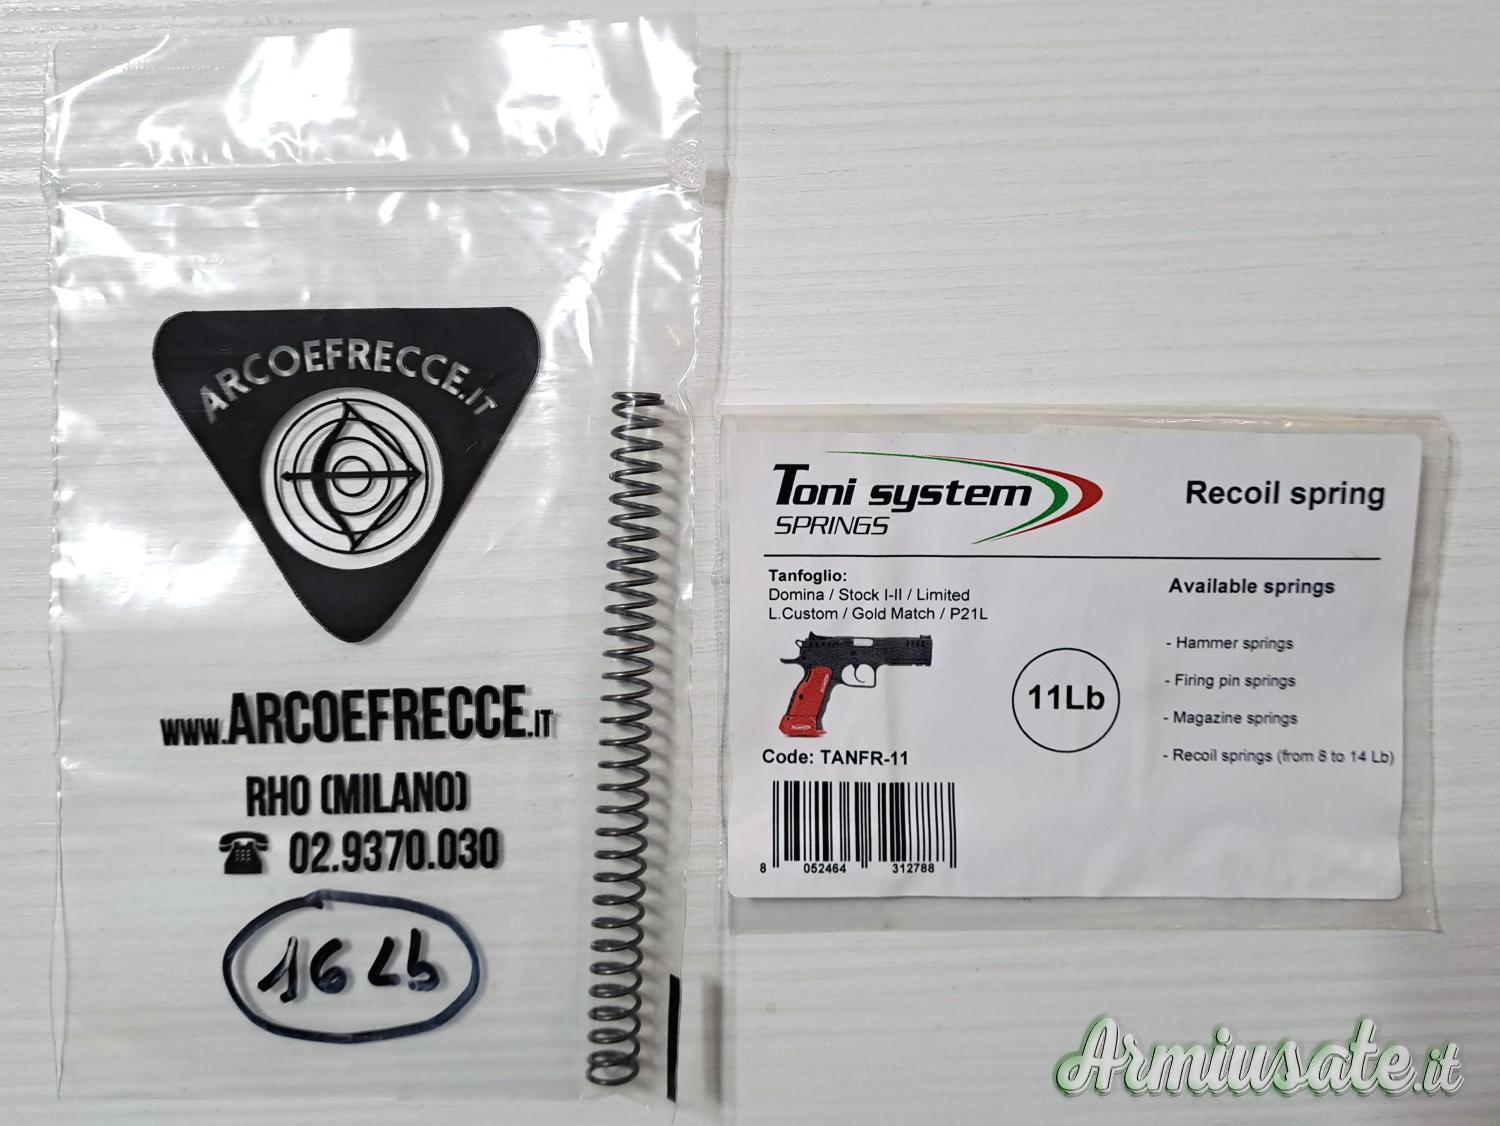 ARCOEFRECCE.IT
www.ARCOEFRECCE.IT
RHO (MILANO)
02.9370.030
16 Lb
Toni system
SPRINGS
Recoil spring
Tanfoglio:
Domina / Stock I-II / Limited
L.Custom / Gold Match / P21L
11Lb
Code: TANFR-11
8 052464 312788
Available springs
- Hammer springs
- Firing pin springs
- Magazine springs
- Recoil springs (from 8 to 14 Lb)
Armiusate.it